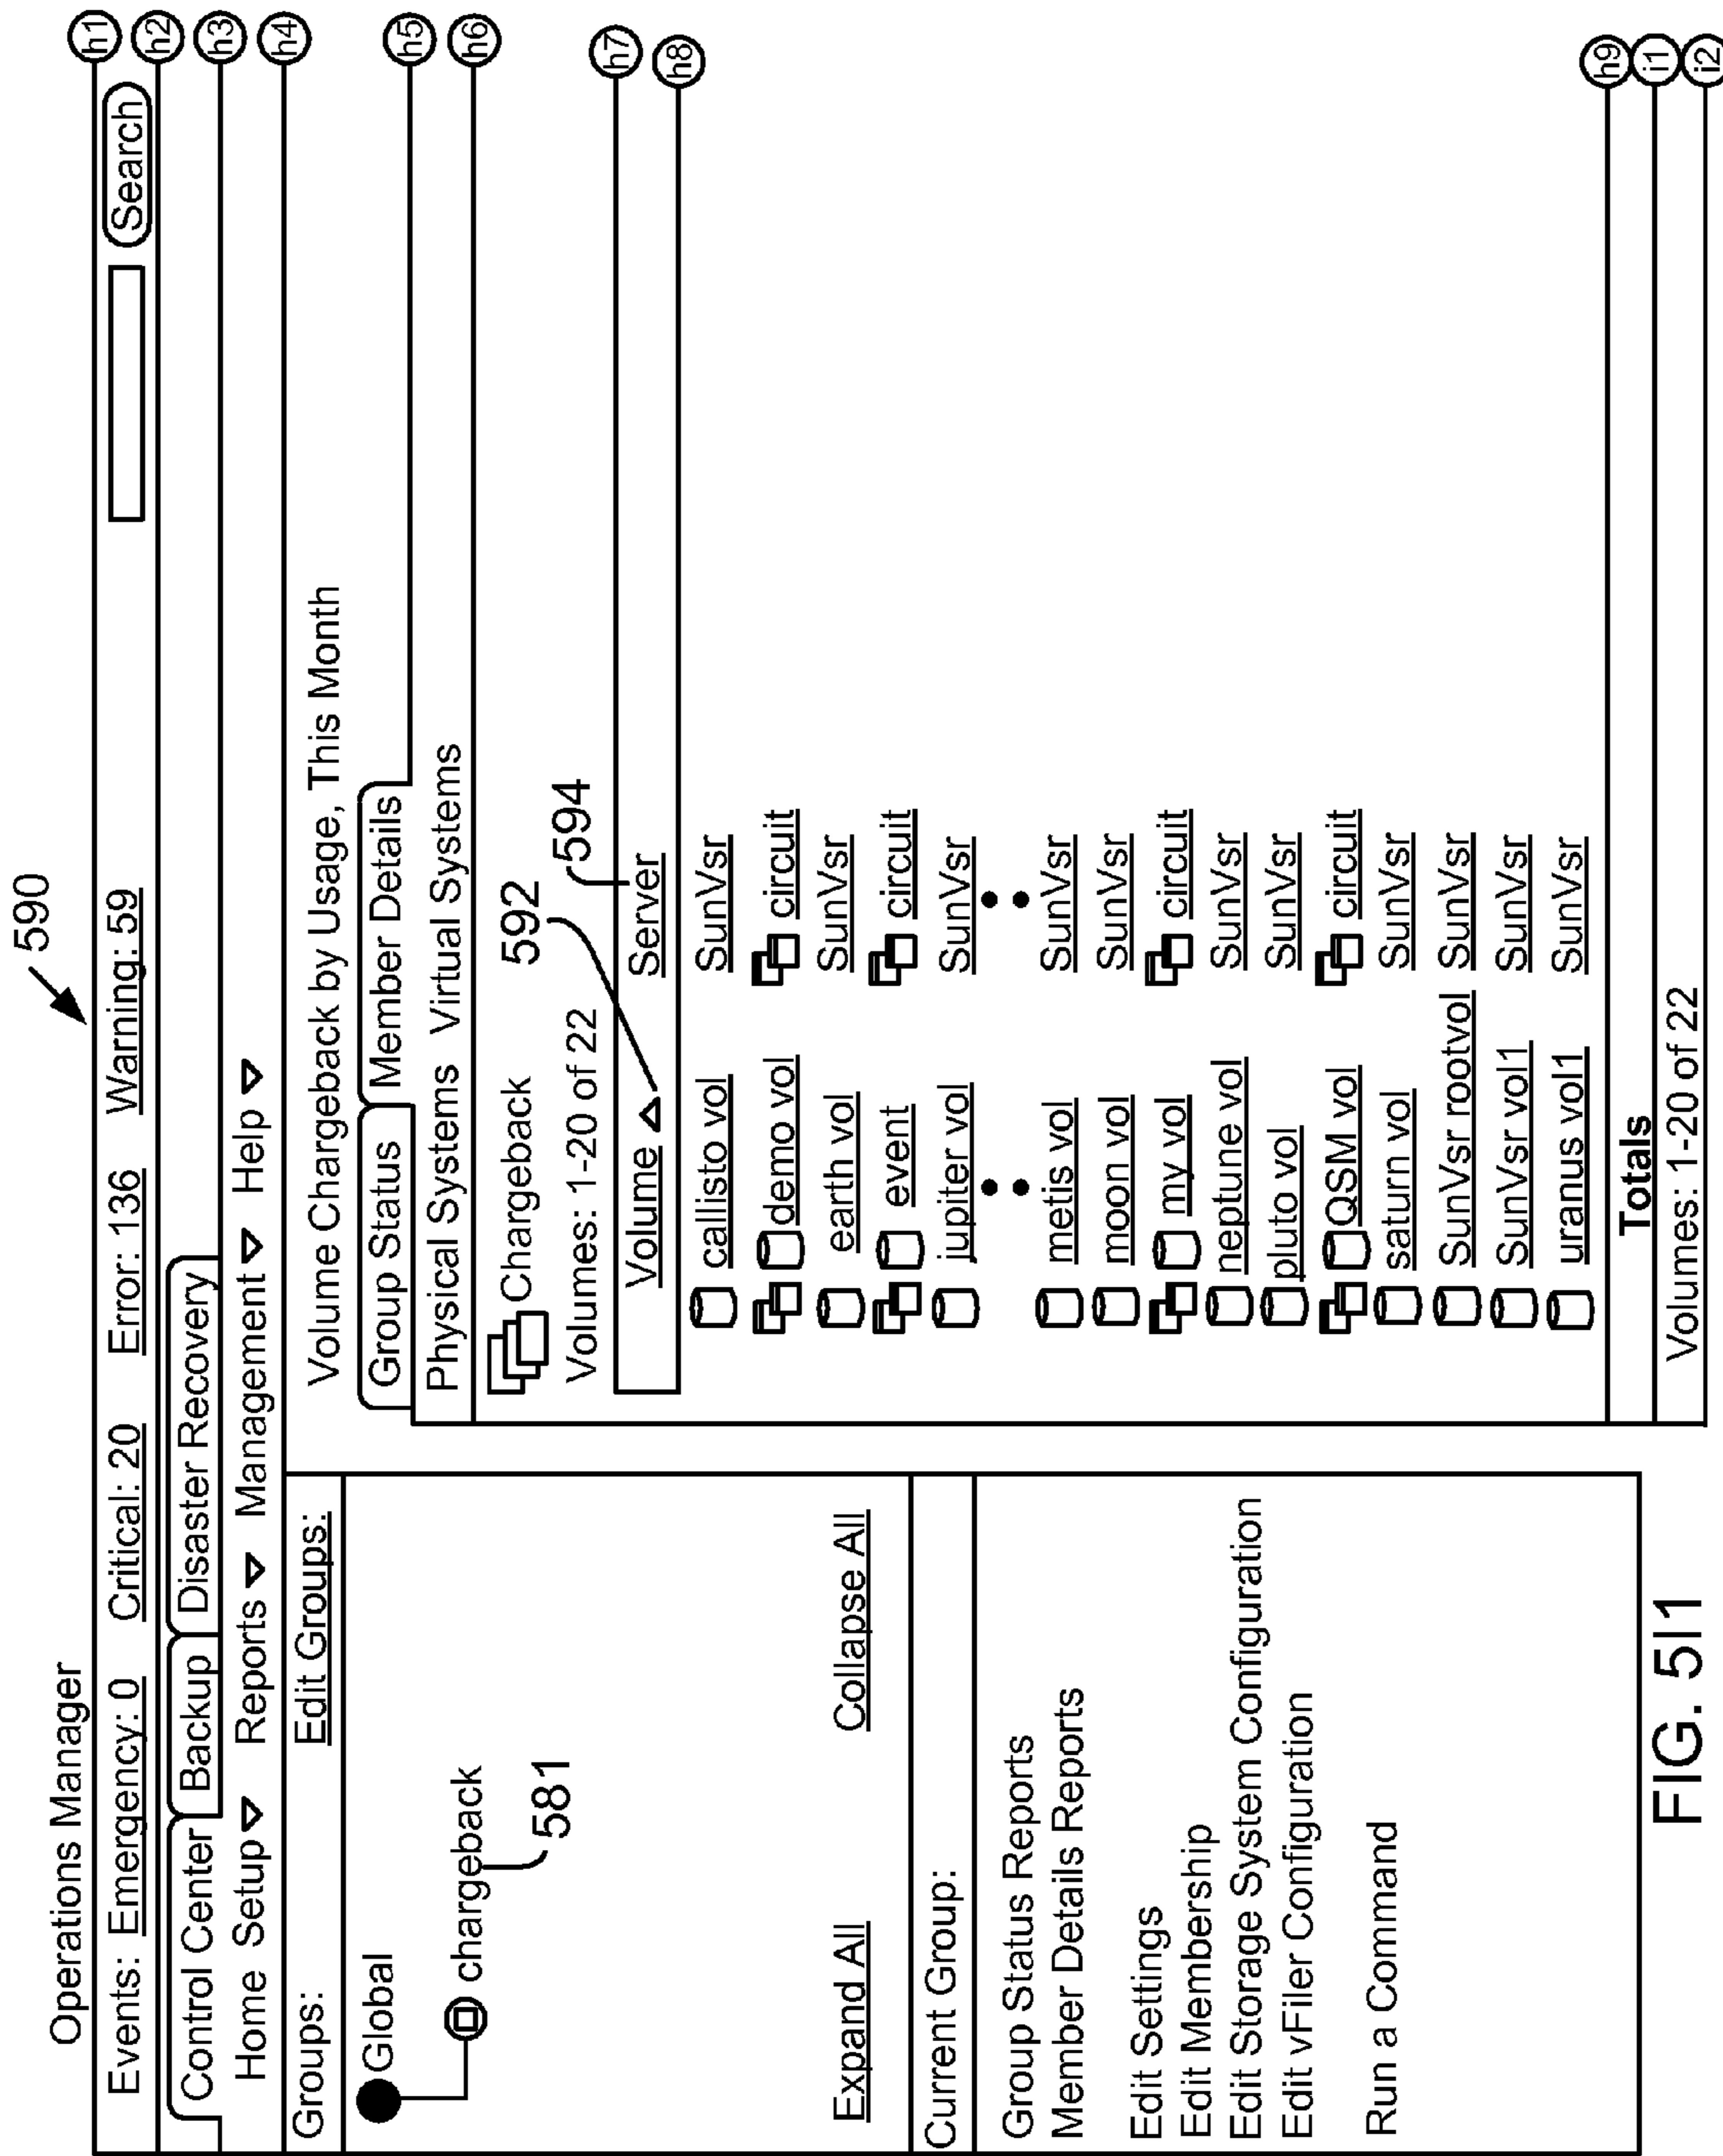 590
Operations Manager
h1
Events: Emergency: 0 Critical: 20 Error: 136 Warning: 59 Search
h2
Control Center Backup Disaster Recovery
h3
Home Setup Reports Management Help
h4
Groups: Edit Groups:
Global
chargeback
581
Expand All Collapse All
Current Group:
Group Status Reports
Member Details Reports
Edit Settings
Edit Membership
Edit Storage System Configuration
Edit vFiler Configuration
Run a Command
Volume Chargeback by Usage, This Month
Group Status Member Details
h5
Physical Systems Virtual Systems
h6
Chargeback
592
594
Volumes: 1-20 of 22
h7
Volume Server
h8
callisto vol SunVsr
demo vol circuit
earth vol SunVsr
event circuit
jupiter vol SunVsr
metis vol SunVsr
moon vol SunVsr
my vol circuit
neptune vol SunVsr
pluto vol SunVsr
QSM vol circuit
saturn vol SunVsr
SunVsr rootvol SunVsr
SunVsr vol1 SunVsr
uranus vol1 SunVsr
h9
Totals
i1
Volumes: 1-20 of 22
i2
FIG. 5I1